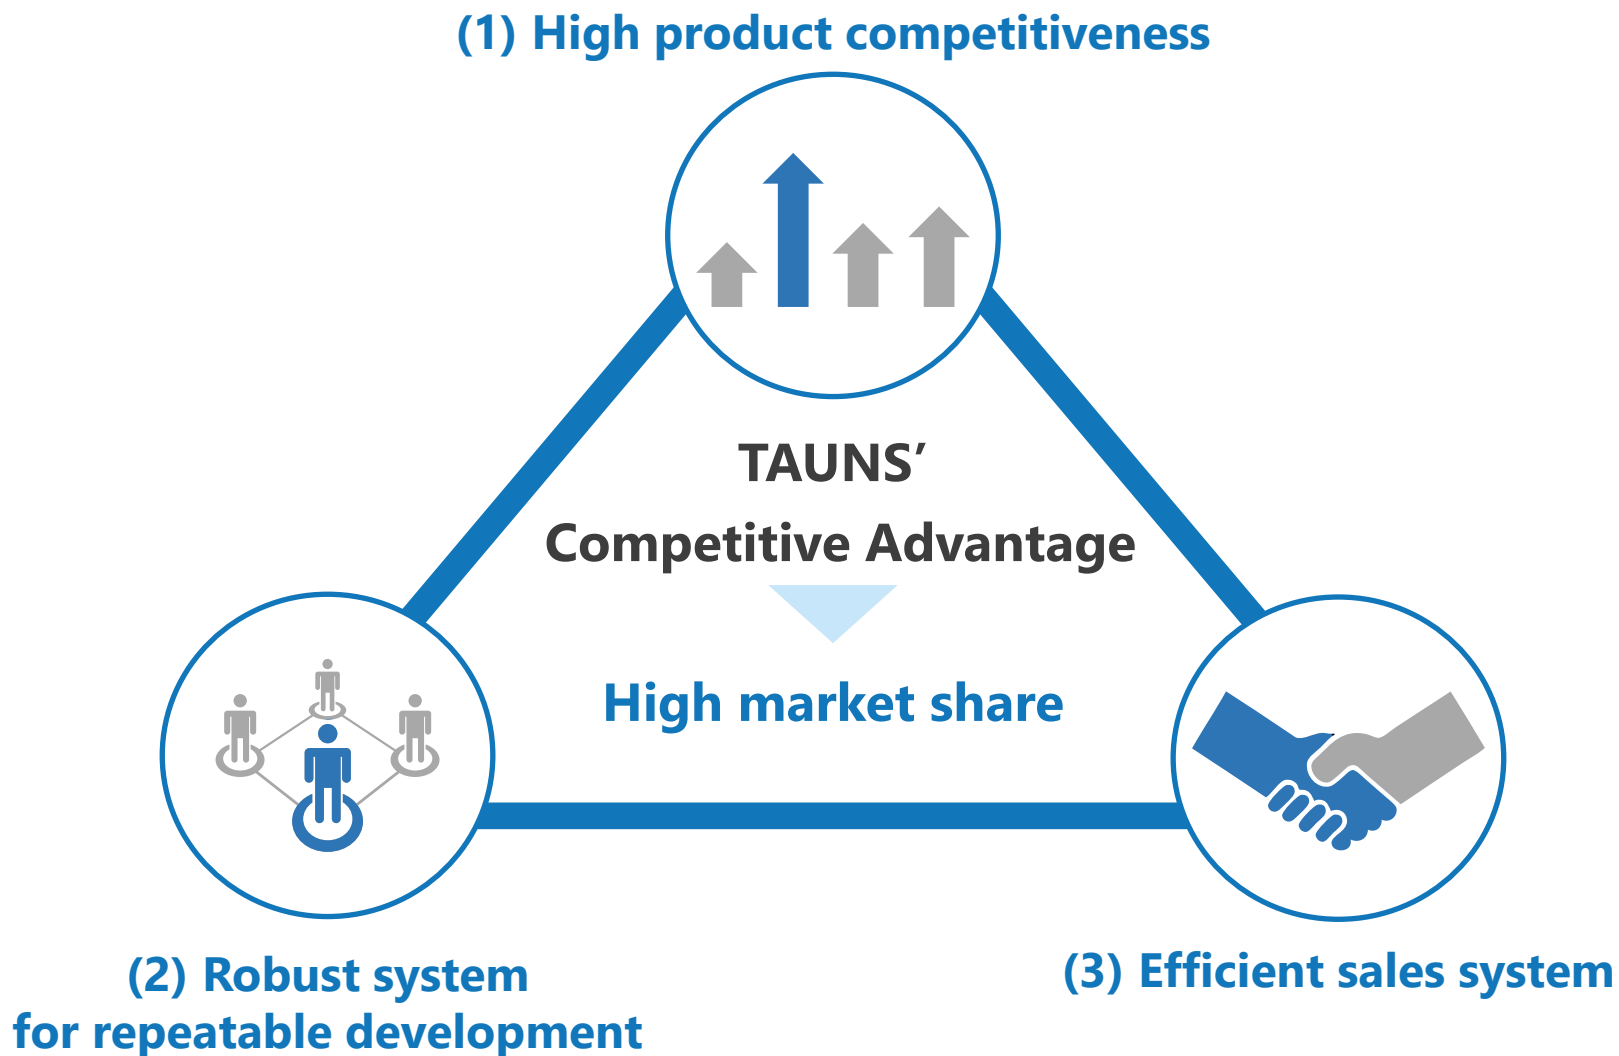 (1) High product competitiveness
TAUNS’
Competitive Advantage
High market share
(2) Robust system
for repeatable development
(3) Efficient sales system